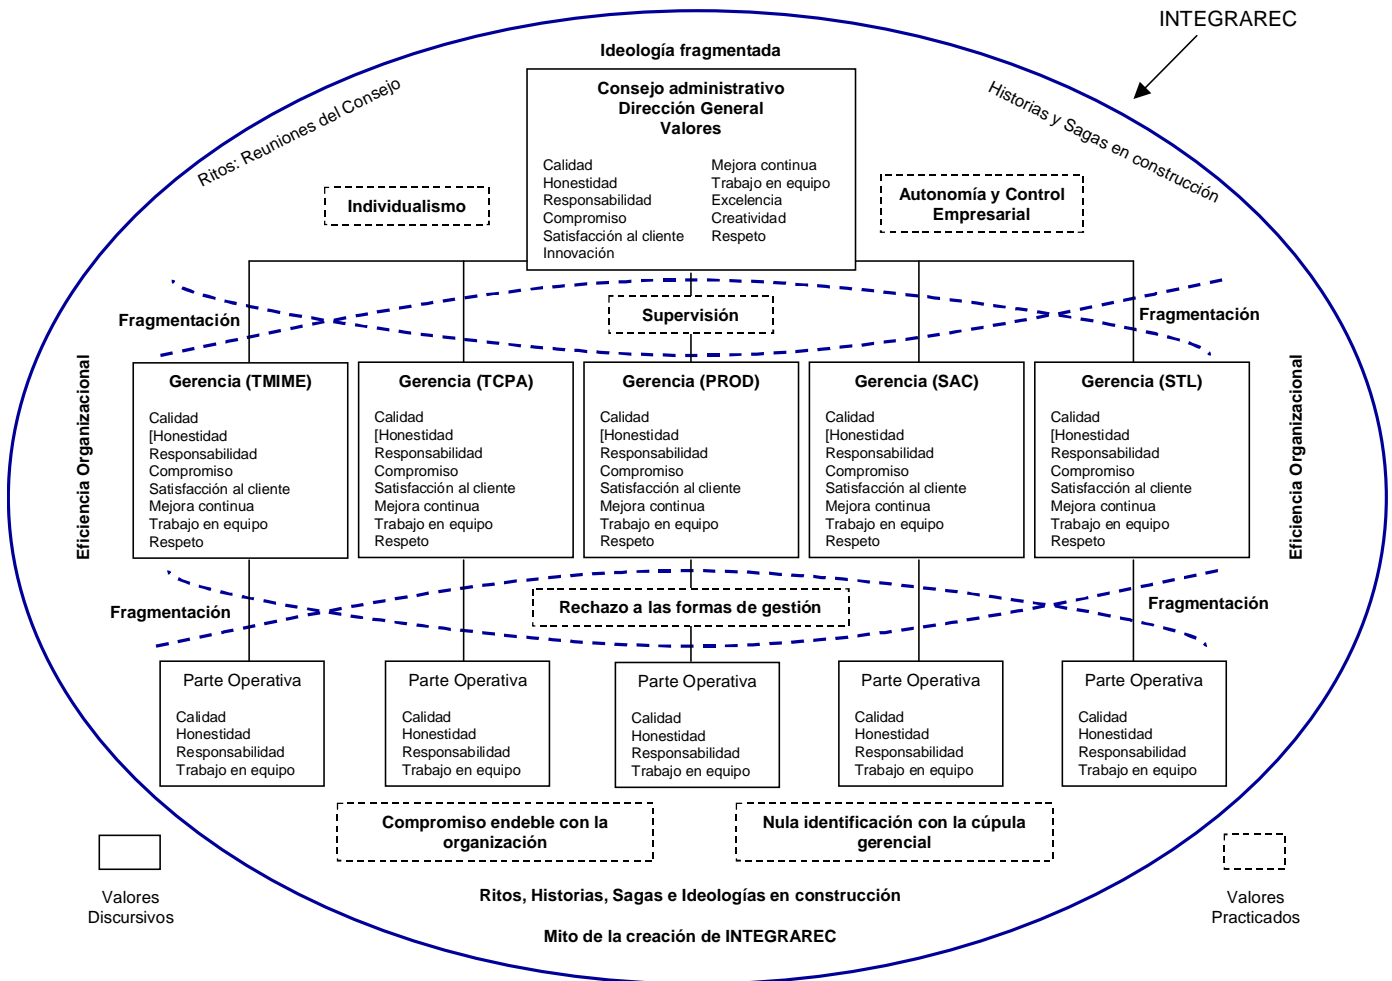 INTEGRAREC
Ideología fragmentada
Ritos: Reuniones del Consejo
Historias y Sagas en construcción
Consejo administrativo
Dirección General
Valores
Calidad
Honestidad
Responsabilidad
Compromiso
Satisfacción al cliente
Innovación
Mejora continua
Trabajo en equipo
Excelencia
Creatividad
Respeto
Individualismo
Autonomía y Control
Empresarial
Fragmentación
Supervisión
Fragmentación
Eficiencia Organizacional
Gerencia (TMIME)
Calidad
[Honestidad
Responsabilidad
Compromiso
Satisfacción al cliente
Mejora continua
Trabajo en equipo
Respeto
Gerencia (TCPA)
Calidad
[Honestidad
Responsabilidad
Compromiso
Satisfacción al cliente
Mejora continua
Trabajo en equipo
Respeto
Gerencia (PROD)
Calidad
[Honestidad
Responsabilidad
Compromiso
Satisfacción al cliente
Mejora continua
Trabajo en equipo
Respeto
Gerencia (SAC)
Calidad
[Honestidad
Responsabilidad
Compromiso
Satisfacción al cliente
Mejora continua
Trabajo en equipo
Respeto
Gerencia (STL)
Calidad
[Honestidad
Responsabilidad
Compromiso
Satisfacción al cliente
Mejora continua
Trabajo en equipo
Respeto
Eficiencia Organizacional
Fragmentación
Rechazo a las formas de gestión
Fragmentación
Parte Operativa
Calidad
Honestidad
Responsabilidad
Trabajo en equipo
Parte Operativa
Calidad
Honestidad
Responsabilidad
Trabajo en equipo
Parte Operativa
Calidad
Honestidad
Responsabilidad
Trabajo en equipo
Parte Operativa
Calidad
Honestidad
Responsabilidad
Trabajo en equipo
Parte Operativa
Calidad
Honestidad
Responsabilidad
Trabajo en equipo
Compromiso endeble con la
organización
Nula identificación con la cúpula
gerencial
Valores
Discursivos
Valores
Practicados
Ritos, Historias, Sagas e Ideologías en construcción
Mito de la creación de INTEGRAREC